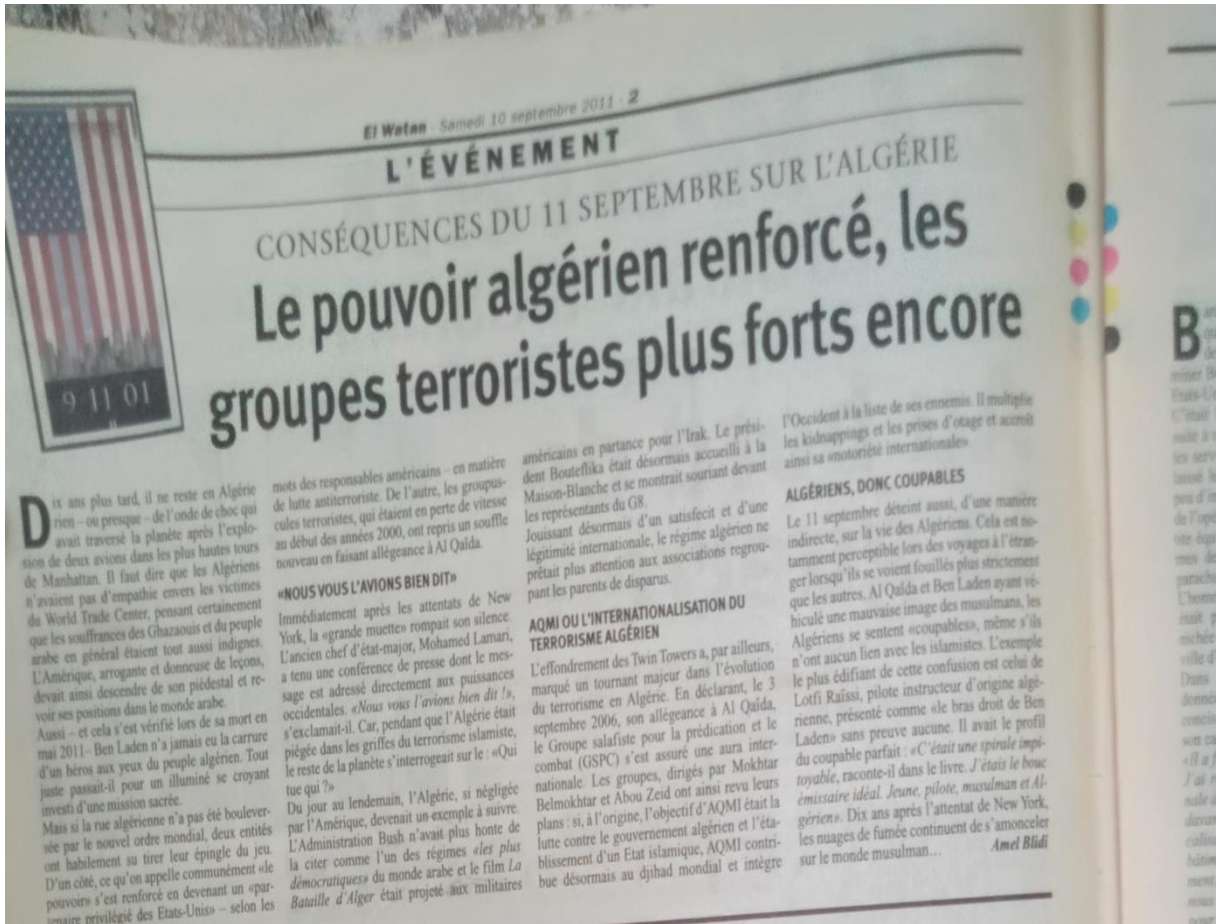 El Watan - Samedi 10 septembre 2011 - 2
L'ÉVÉNEMENT
9 11 01
CONSÉQUENCES DU 11 SEPTEMBRE SUR L'ALGÉRIE
Le pouvoir algérien renforcé, les
groupes terroristes plus forts encore
Dix ans plus tard, il ne reste en Algérie
rien – ou presque – de l'onde de choc qui
avait traversé la planète après l'explo-
sion de deux avions dans les plus hautes tours
de Manhattan. Il faut dire que les Algériens
n'avaient pas d'empathie envers les victimes
du World Trade Center, pensant certainement
que les souffrances des Ghazaouis et du peuple
arabe en général étaient tout aussi indignes.
L'Amérique, arrogante et donneuse de leçons,
devait ainsi descendre de son piédestal et re-
voir ses positions dans le monde arabe.
Aussi – et cela s'est vérifié lors de sa mort en
mai 2011– Ben Laden n'a jamais eu la carrure
d'un héros aux yeux du peuple algérien. Tout
juste passait-il pour un illuminé se croyant
investi d'une mission sacrée.
Mais si la rue algérienne n'a pas été boulever-
sée par le nouvel ordre mondial, deux entités
ont habilement su tirer leur épingle du jeu.
D'un côté, ce qu'on appelle communément «le
pouvoir» s'est renforcé en devenant un «par-
tenaire privilégié des Etats-Unis» – selon les
mots des responsables américains – en matière
de lutte antiterroriste. De l'autre, les groupus-
cules terroristes, qui étaient en perte de vitesse
au début des années 2000, ont repris un souffle
nouveau en faisant allégeance à Al Qaïda.
«NOUS VOUS L'AVIONS BIEN DIT»
Immédiatement après les attentats de New
York, la «grande muette» rompait son silence.
L'ancien chef d'état-major, Mohamed Lamari,
a tenu une conférence de presse dont le mes-
sage est adressé directement aux puissances
occidentales. «Nous vous l'avions bien dit !»,
s'exclamait-il. Car, pendant que l'Algérie était
piégée dans les griffes du terrorisme islamiste,
le reste de la planète s'interrogeait sur le : «Qui
tue qui ?»
Du jour au lendemain, l'Algérie, si négligée
par l'Amérique, devenait un exemple à suivre.
L'Administration Bush n'avait plus honte de
la citer comme l'un des régimes «les plus
démocratiques» du monde arabe et le film La
Bataille d'Alger était projeté aux militaires
américains en partance pour l'Irak. Le prési-
dent Bouteflika était désormais accueilli à la
Maison-Blanche et se montrait souriant devant
les représentants du G8.
Jouissant désormais d'un satisfecit et d'une
légitimité internationale, le régime algérien ne
prêtait plus attention aux associations regrou-
pant les parents de disparus.
AQMI OU L'INTERNATIONALISATION DU
TERRORISME ALGÉRIEN
L'effondrement des Twin Towers a, par ailleurs,
marqué un tournant majeur dans l'évolution
du terrorisme en Algérie. En déclarant, le 3
septembre 2006, son allégeance à Al Qaïda,
le Groupe salafiste pour la prédication et le
combat (GSPC) s'est assuré une aura inter-
nationale. Les groupes, dirigés par Mokhtar
Belmokhtar et Abou Zeid ont ainsi revu leurs
plans : si, à l'origine, l'objectif d'AQMI était la
lutte contre le gouvernement algérien et l'éta-
blissement d'un Etat islamique, AQMI contri-
bue désormais au djihad mondial et intègre
l'Occident à la liste de ses ennemis. Il multiplie
les kidnappings et les prises d'otage et accroît
ainsi sa «notoriété internationale».
ALGÉRIENS, DONC COUPABLES
Le 11 septembre déteint aussi, d'une manière
indirecte, sur la vie des Algériens. Cela est no-
tamment perceptible lors des voyages à l'étran-
ger lorsqu'ils se voient fouillés plus strictement
que les autres. Al Qaïda et Ben Laden ayant vé-
hiculé une mauvaise image des musulmans, les
Algériens se sentent «coupables», même s'ils
n'ont aucun lien avec les islamistes. L'exemple
le plus édifiant de cette confusion est celui de
Lotfi Raïssi, pilote instructeur d'origine algé-
rienne, présenté comme «le bras droit de Ben
Laden» sans preuve aucune. Il avait le profil
du coupable parfait : «C'était une spirale impi-
toyable, raconte-il dans le livre. J'étais le bouc
émissaire idéal. Jeune, pilote, musulman et Al-
gérien». Dix ans après l'attentat de New York,
les nuages de fumée continuent de s'amonceler
sur le monde musulman… Amel Blidi